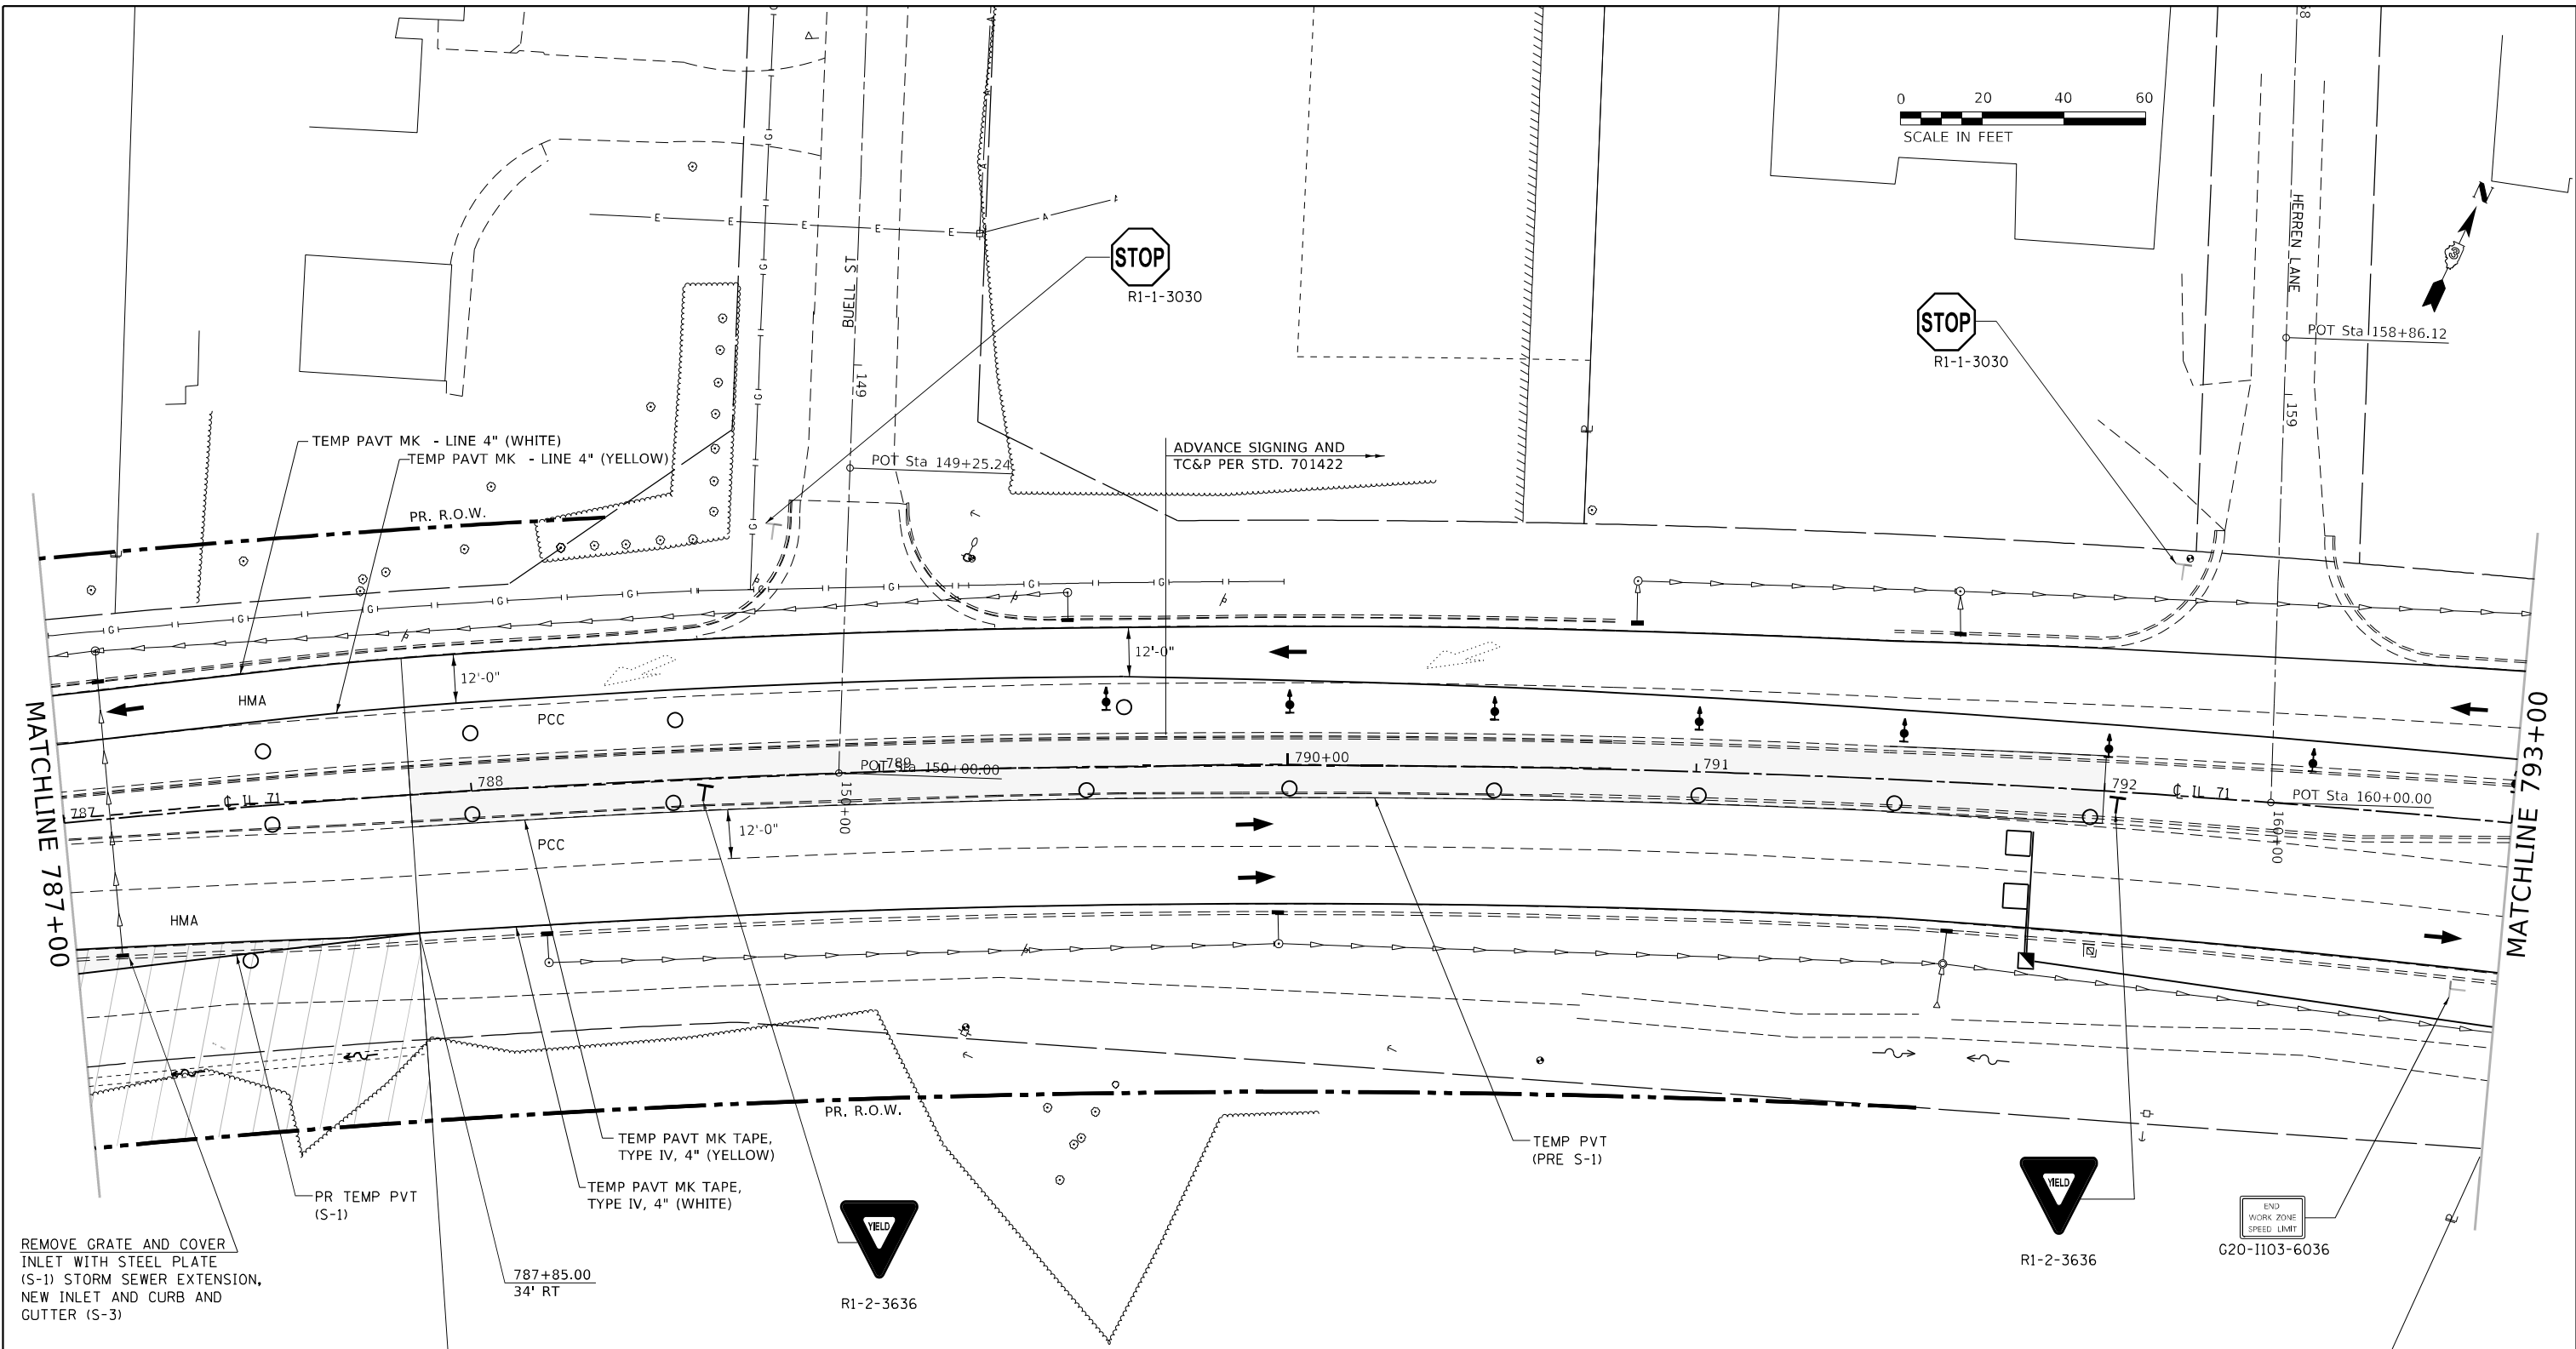 0 20 40 60
SCALE IN FEET
N
BUELL ST
HERREN LANE
STOP
R1-1-3030
STOP
R1-1-3030
POT Sta 158+86.12
149
159
TEMP PAVT MK - LINE 4" (WHITE)
TEMP PAVT MK - LINE 4" (YELLOW)
POT Sta 149+25.24
ADVANCE SIGNING AND
TC&P PER STD. 701422
PR. R.O.W.
E E E E E
A A
G G G G G G G
G G G G G G G G
12'-0"
12'-0"
HMA
PCC
MATCHLINE 787+00
MATCHLINE 793+00
787
℄ IL 71
788
POT Sta 150+00.00
789
790+00
791
792
℄ IL 71
POT Sta 160+00.00
150+00
160+00
12'-0"
PCC
HMA
PR. R.O.W.
TEMP PAVT MK TAPE,
TYPE IV, 4" (YELLOW)
TEMP PAVT MK TAPE,
TYPE IV, 4" (WHITE)
PR TEMP PVT
(S-1)
TEMP PVT
(PRE S-1)
REMOVE GRATE AND COVER
INLET WITH STEEL PLATE
(S-1) STORM SEWER EXTENSION,
NEW INLET AND CURB AND
GUTTER (S-3)
787+85.00
34' RT
YIELD
R1-2-3636
YIELD
R1-2-3636
END
WORK ZONE
SPEED LIMIT
G20-I103-6036